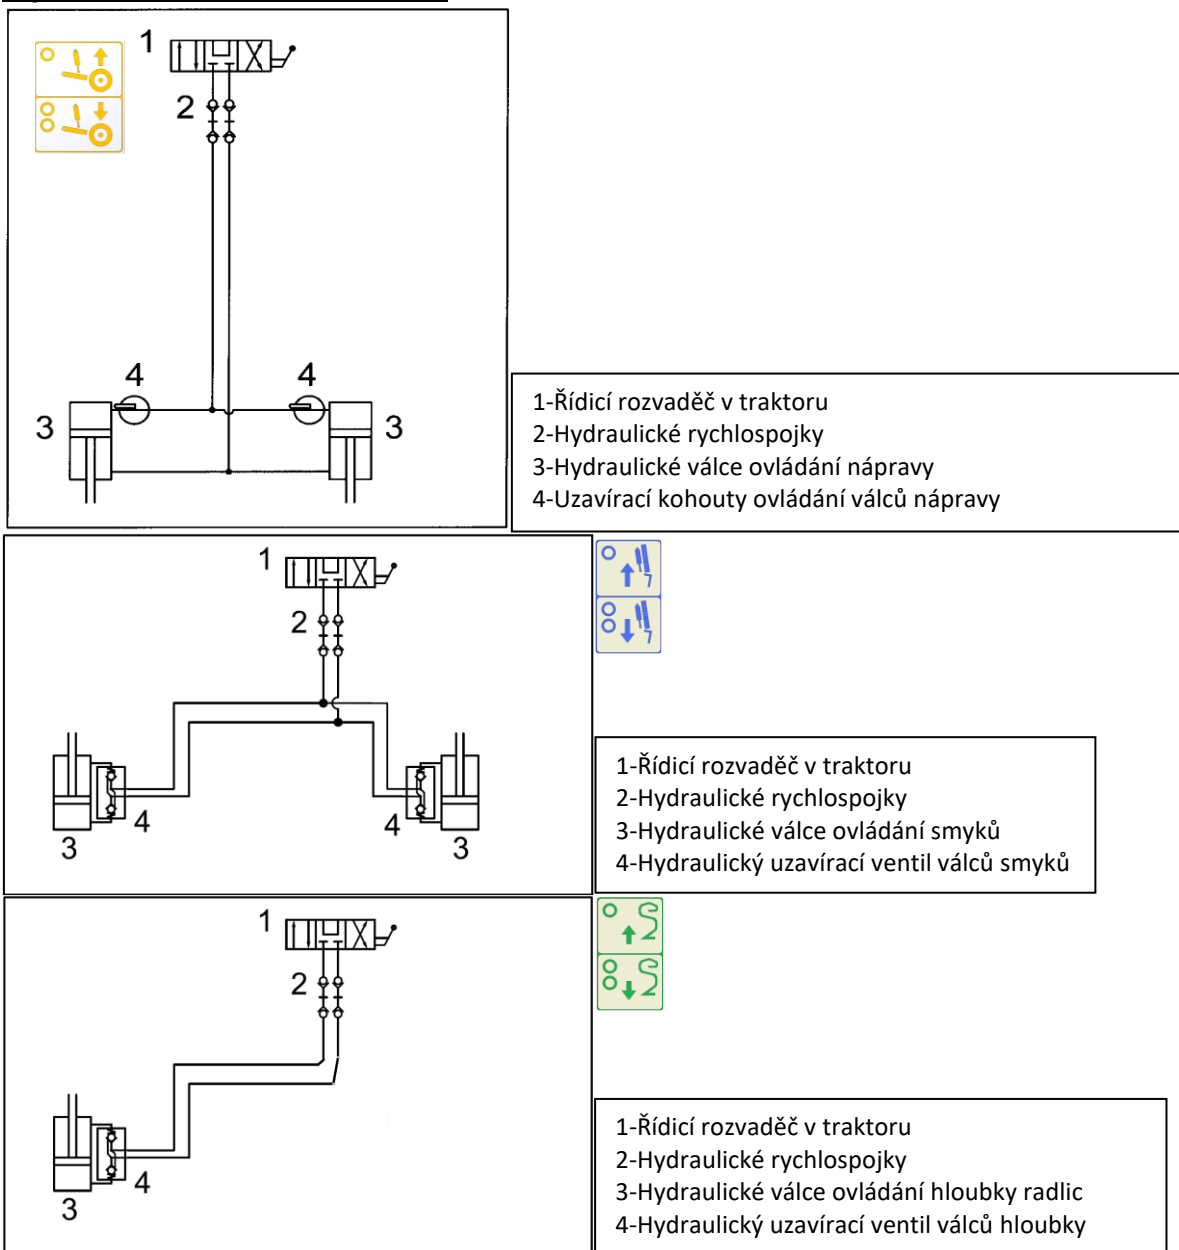 1
2
4
4
3
3
1-Řídicí rozvaděč v traktoru
2-Hydraulické rychlospojky
3-Hydraulické válce ovládání nápravy
4-Uzavírací kohouty ovládání válců nápravy
1
2
4
4
3
3
1-Řídicí rozvaděč v traktoru
2-Hydraulické rychlospojky
3-Hydraulické válce ovládání smyků
4-Hydraulický uzavírací ventil válců smyků
1
2
4
3
1-Řídicí rozvaděč v traktoru
2-Hydraulické rychlospojky
3-Hydraulické válce ovládání hloubky radlic
4-Hydraulický uzavírací ventil válců hloubky